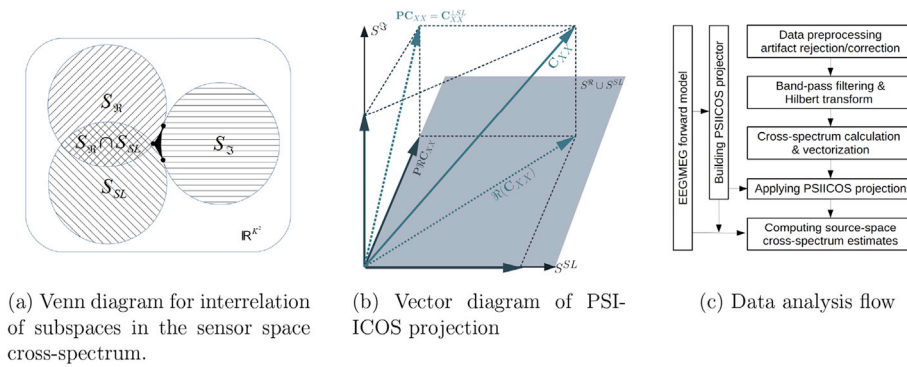 S_ℜ
S_ℜ ∩ S_SL
S_ℑ
S_SL
ℝ^{K²}
(a) Venn diagram for interrelation
of subspaces in the sensor space
cross-spectrum.
S^ℑ
PC_XX = C_XX^{⊥SL}
C_XX
S^ℜ ∪ S^SL
PℜC_XX
ℜ(C_XX)
S^SL
(b) Vector diagram of PSI-
ICOS projection
EEG\MEG forward model
Building PSIICOS projector
Data preprocessing
artifact rejection/correction
Band-pass filtering &
Hilbert transform
Cross-spectrum calculation
& vectorization
Applying PSIICOS projection
Computing source-space
cross-spectrum estimates
(c) Data analysis flow